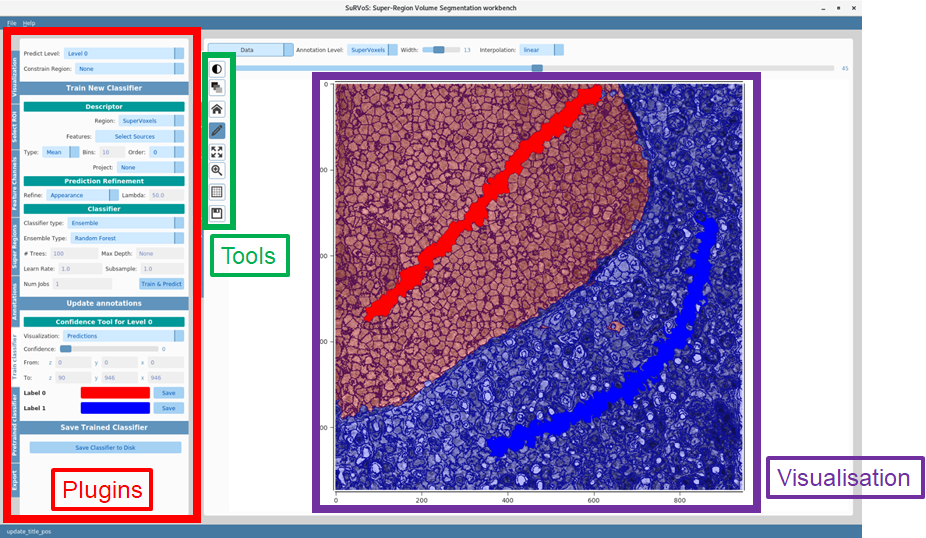 SuRVoS: Super-Region Volume Segmentation workbench
File Help
Data Annotation Level: SuperVoxels Width: 13 Interpolation: linear
45
Visualization
Select ROI
Feature Channels
Super Regions
Annotations
Train Classifier
Pretrained Classifier
Export
Predict Level: Level 0
Constrain Region: None
Train New Classifier
Descriptor
Region: SuperVoxels
Features: Select Sources
Type: Mean Bins: 10 Order: 0
Project: None
Prediction Refinement
Refine: Appearance Lambda: 50.0
Classifier
Classifier type: Ensemble
Ensemble Type: Random Forest
# Trees: 100 Max Depth: None
Learn Rate: 1.0 Subsample: 1.0
Num Jobs 1 Train & Predict
Update annotations
Confidence Tool for Level 0
Visualization: Predictions
Confidence: 0
From: z 0 y 0 x 0
To: z 90 y 946 x 946
Label 0 Save
Label 1 Save
Save Trained Classifier
Save Classifier to Disk
Plugins
Tools
0
0 200 400 600 800
Visualisation
update_title_pos